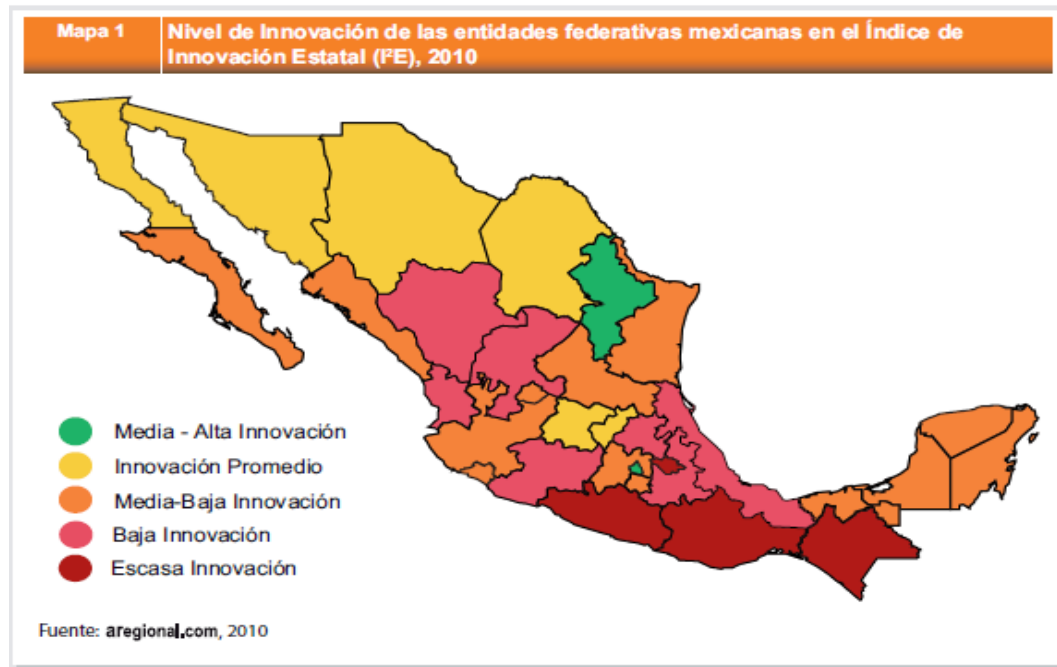 Mapa 1
Nivel de Innovación de las entidades federativas mexicanas en el Índice de
Innovación Estatal (I²E), 2010
Media - Alta Innovación
Innovación Promedio
Media-Baja Innovación
Baja Innovación
Escasa Innovación
Fuente: aregional.com, 2010